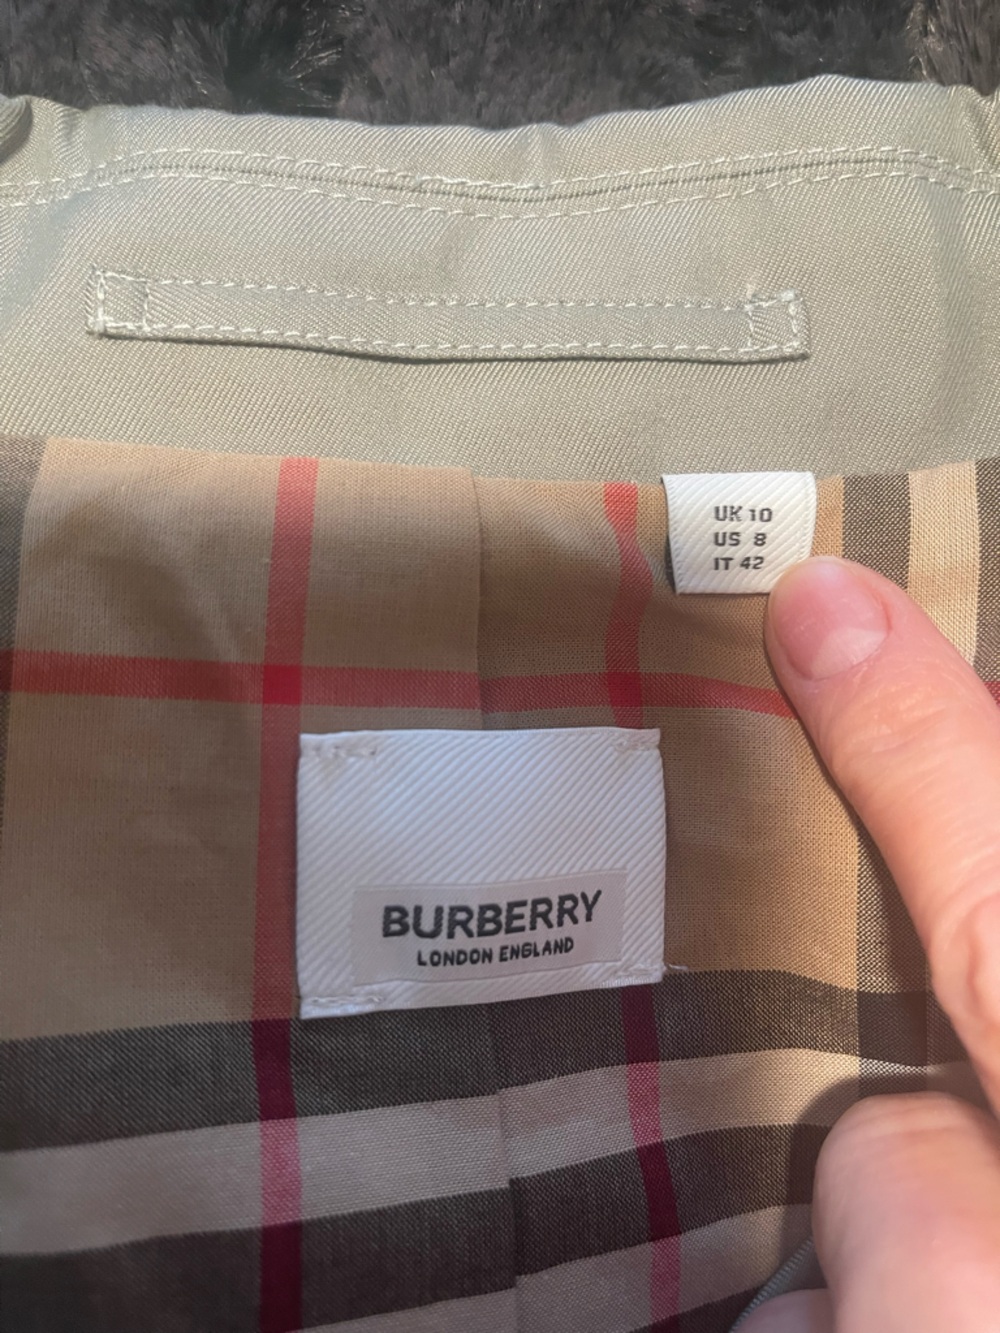 UK 10
US 8
IT 42
BURBERRY
LONDON ENGLAND